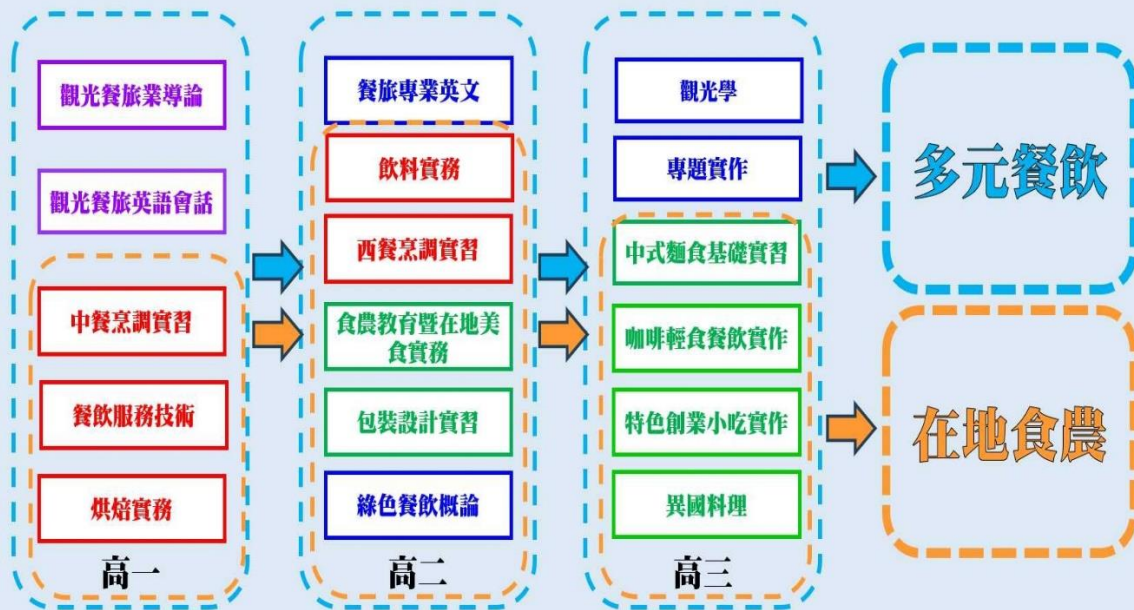 觀光餐旅業導論
觀光餐旅英語會話
中餐烹調實習
餐飲服務技術
烘焙實務
高一
餐旅專業英文
飲料實務
西餐烹調實習
食農教育暨在地美
食實務
包裝設計實習
綠色餐飲概論
高二
觀光學
專題實作
中式麵食基礎實習
咖啡輕食餐飲實作
特色創業小吃實作
異國料理
高三
多元餐飲
在地食農